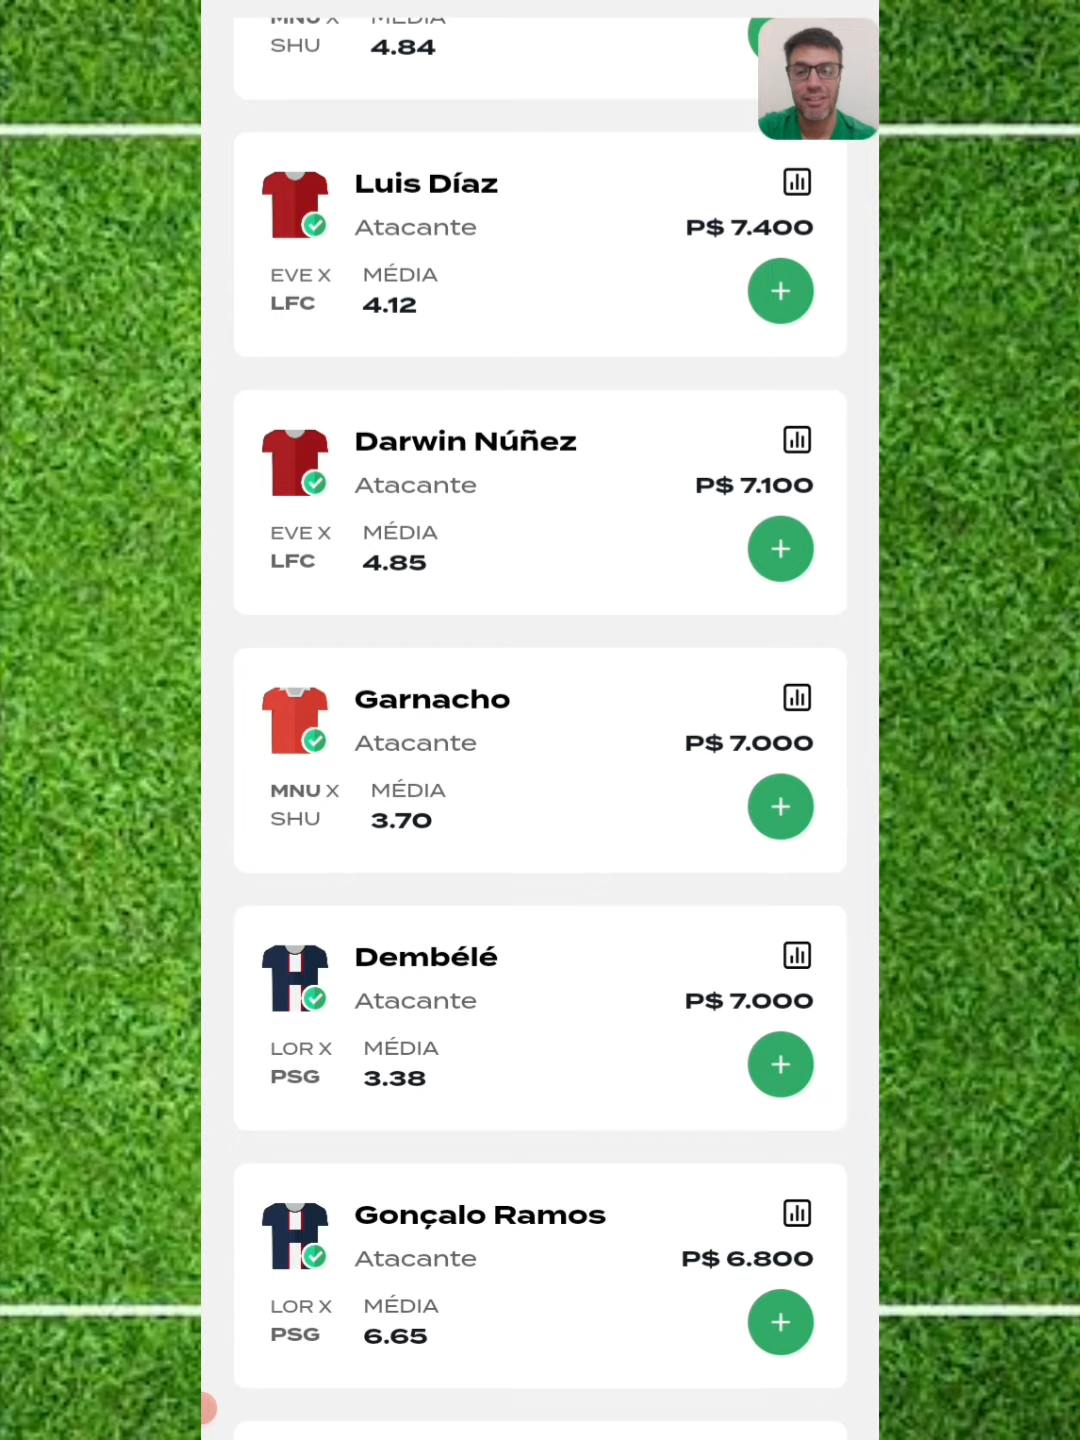 MNU X MÉDIA
SHU 4.84
Luis Díaz
Atacante P$ 7.400
EVE X MÉDIA
LFC 4.12
Darwin Núñez
Atacante P$ 7.100
EVE X MÉDIA
LFC 4.85
Garnacho
Atacante P$ 7.000
MNU X MÉDIA
SHU 3.70
Dembélé
Atacante P$ 7.000
LOR X MÉDIA
PSG 3.38
Gonçalo Ramos
Atacante P$ 6.800
LOR X MÉDIA
PSG 6.65